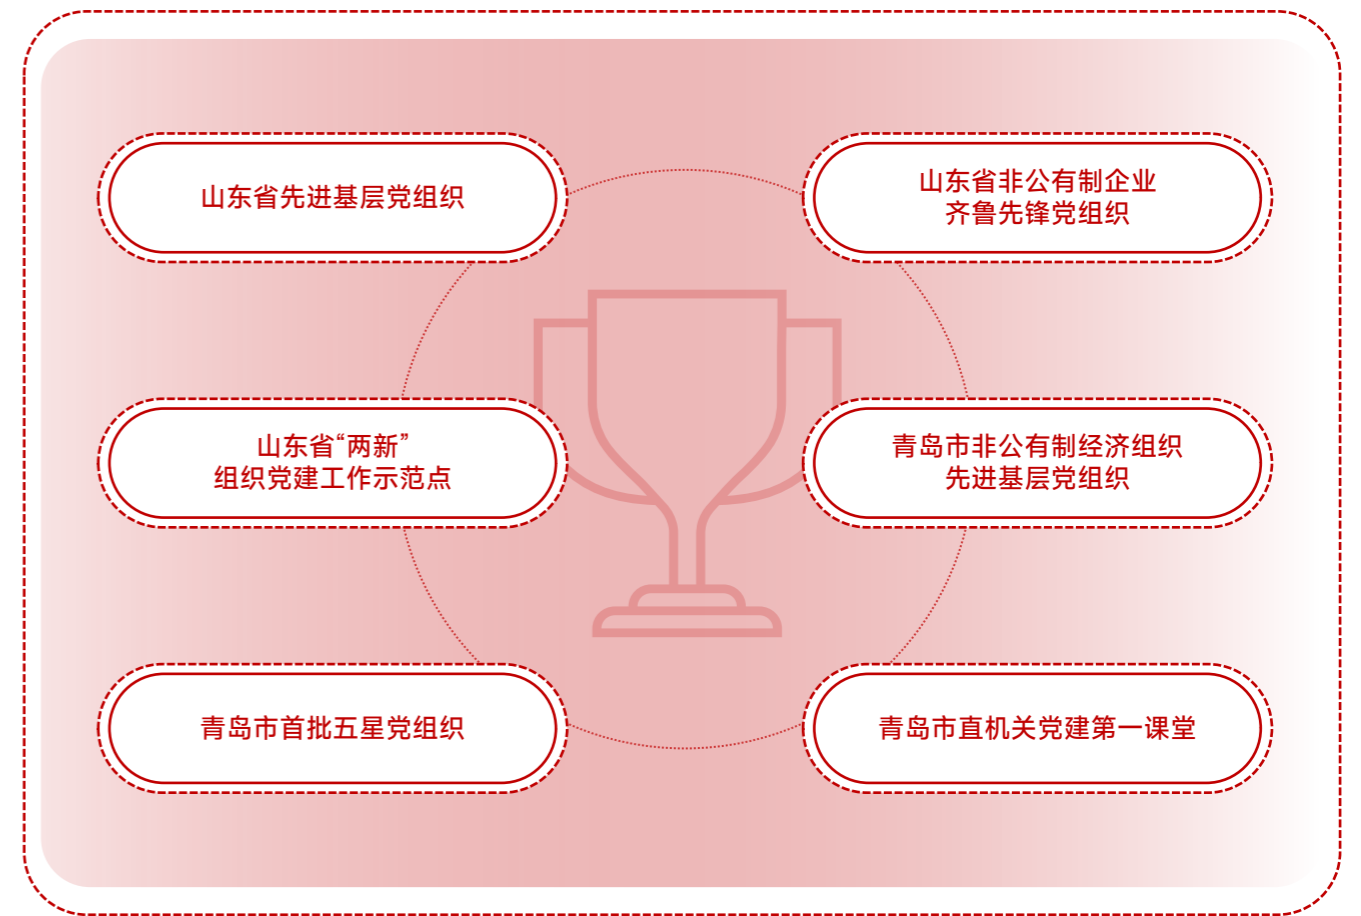 山东省先进基层党组织
山东省非公有制企业
齐鲁先锋党组织
山东省“两新”
组织党建工作示范点
青岛市非公有制经济组织
先进基层党组织
青岛市首批五星党组织
青岛市直机关党建第一课堂